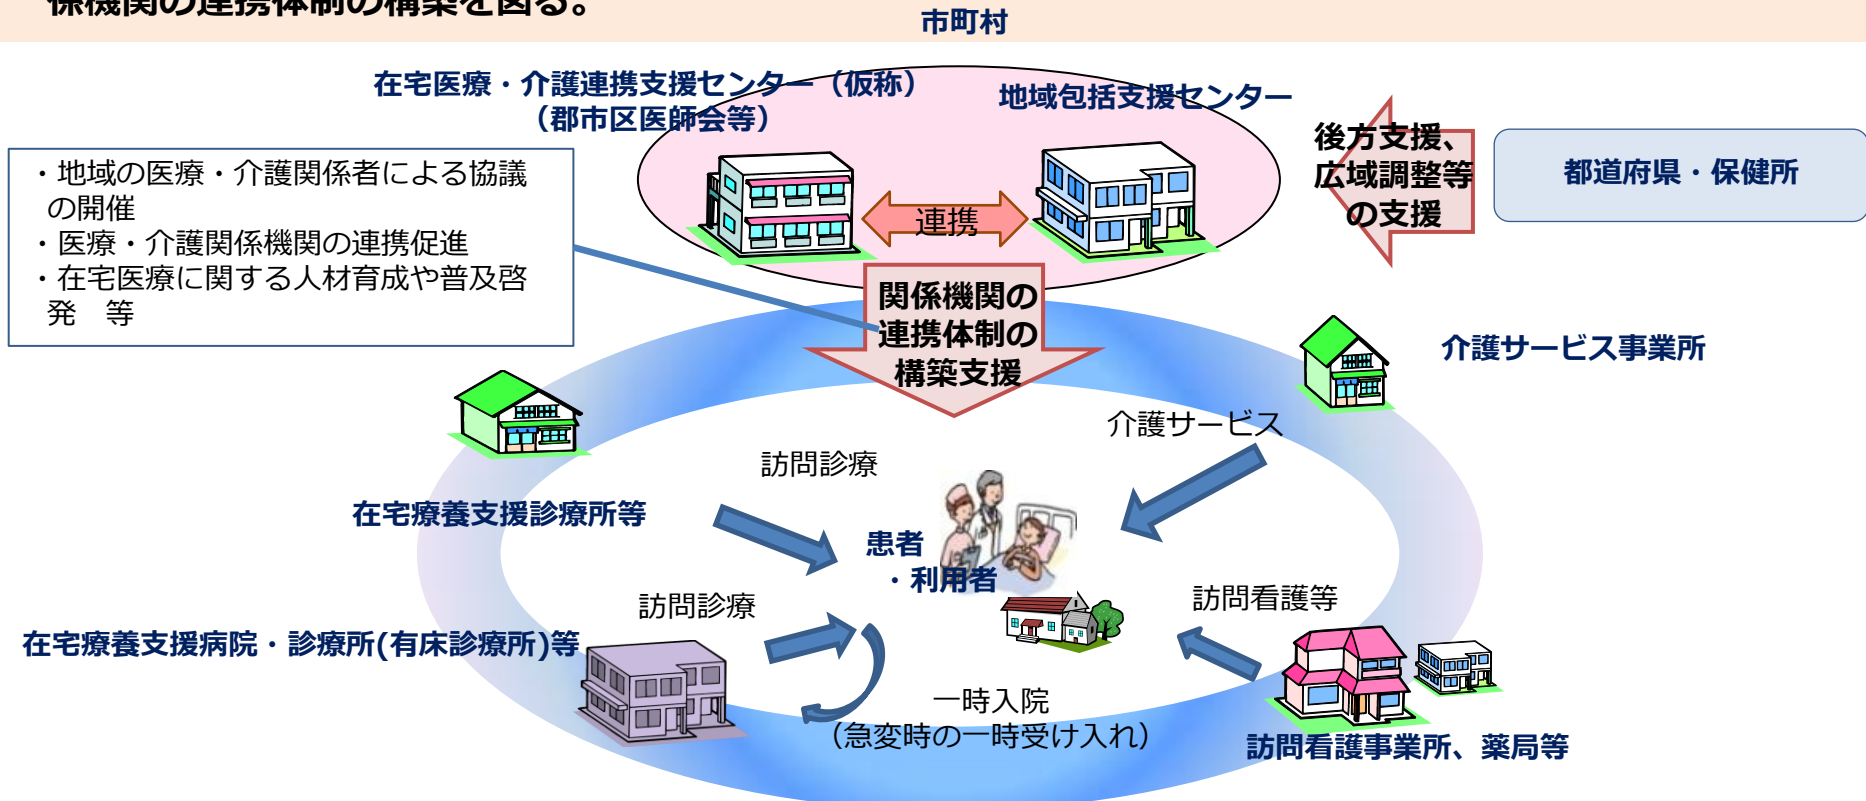 係機関の連携体制の構築を図る。
市町村
在宅医療・介護連携支援センター（仮称）
（郡市区医師会等）
地域包括支援センター
後方支援、
広域調整等
の支援
都道府県・保健所
・地域の医療・介護関係者による協議
の開催
・医療・介護関係機関の連携促進
・在宅医療に関する人材育成や普及啓
発　等
連携
関係機関の
連携体制の
構築支援
介護サービス事業所
介護サービス
訪問診療
在宅療養支援診療所等
患者
・利用者
訪問診療
訪問看護等
在宅療養支援病院・診療所(有床診療所)等
一時入院
（急変時の一時受け入れ）
訪問看護事業所、薬局等